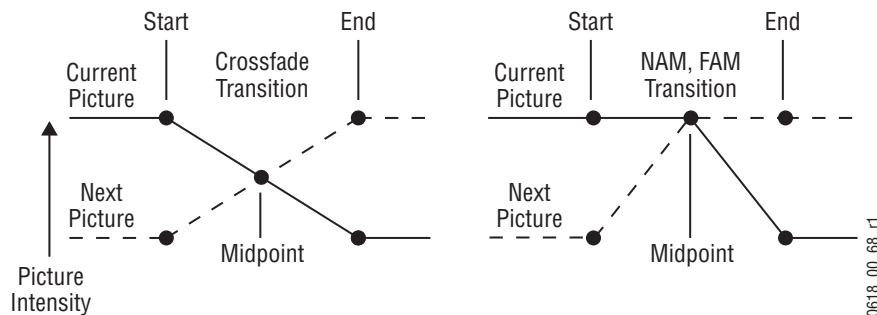 Start
End
Crossfade
Transition
Current
Picture
Next
Picture
Midpoint
Picture
Intensity
Start
End
NAM, FAM
Transition
Current
Picture
Next
Picture
Midpoint
0618_00_68_r1